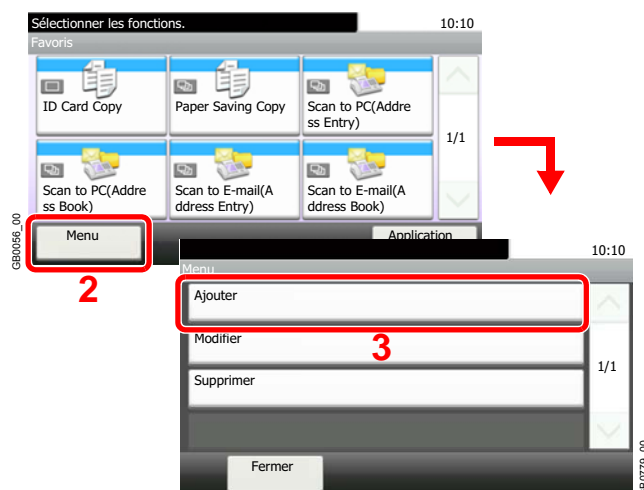 Sélectionner les fonctions.
10:10
Favoris
ID Card Copy
Paper Saving Copy
Scan to PC(Addre
ss Entry)
1/1
Scan to PC(Addre
ss Book)
Scan to E-mail(A
ddress Entry)
Scan to E-mail(A
ddress Book)
GB0056_00
Menu
Application
2
10:10
Menu
Ajouter
Modifier
3
1/1
Supprimer
Fermer